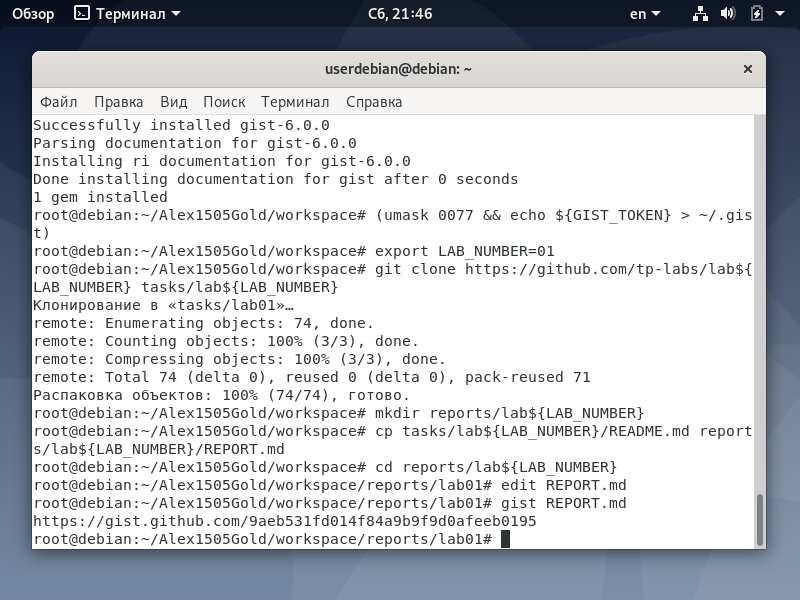 Обзор
Терминал
Сб, 21:46
en
userdebian@debian: ~
Файл Правка Вид Поиск Терминал Справка
Successfully installed gist-6.0.0
Parsing documentation for gist-6.0.0
Installing ri documentation for gist-6.0.0
Done installing documentation for gist after 0 seconds
1 gem installed
root@debian:~/Alex1505Gold/workspace# (umask 0077 && echo ${GIST_TOKEN} > ~/.gis
t)
root@debian:~/Alex1505Gold/workspace# export LAB_NUMBER=01
root@debian:~/Alex1505Gold/workspace# git clone https://github.com/tp-labs/lab${
LAB_NUMBER} tasks/lab${LAB_NUMBER}
Клонирование в «tasks/lab01»…
remote: Enumerating objects: 74, done.
remote: Counting objects: 100% (3/3), done.
remote: Compressing objects: 100% (3/3), done.
remote: Total 74 (delta 0), reused 0 (delta 0), pack-reused 71
Распаковка объектов: 100% (74/74), готово.
root@debian:~/Alex1505Gold/workspace# mkdir reports/lab${LAB_NUMBER}
root@debian:~/Alex1505Gold/workspace# cp tasks/lab${LAB_NUMBER}/README.md report
s/lab${LAB_NUMBER}/REPORT.md
root@debian:~/Alex1505Gold/workspace# cd reports/lab${LAB_NUMBER}
root@debian:~/Alex1505Gold/workspace/reports/lab01# edit REPORT.md
root@debian:~/Alex1505Gold/workspace/reports/lab01# gist REPORT.md
https://gist.github.com/9aeb531fd014f84a9b9f9d0afeeb0195
root@debian:~/Alex1505Gold/workspace/reports/lab01#